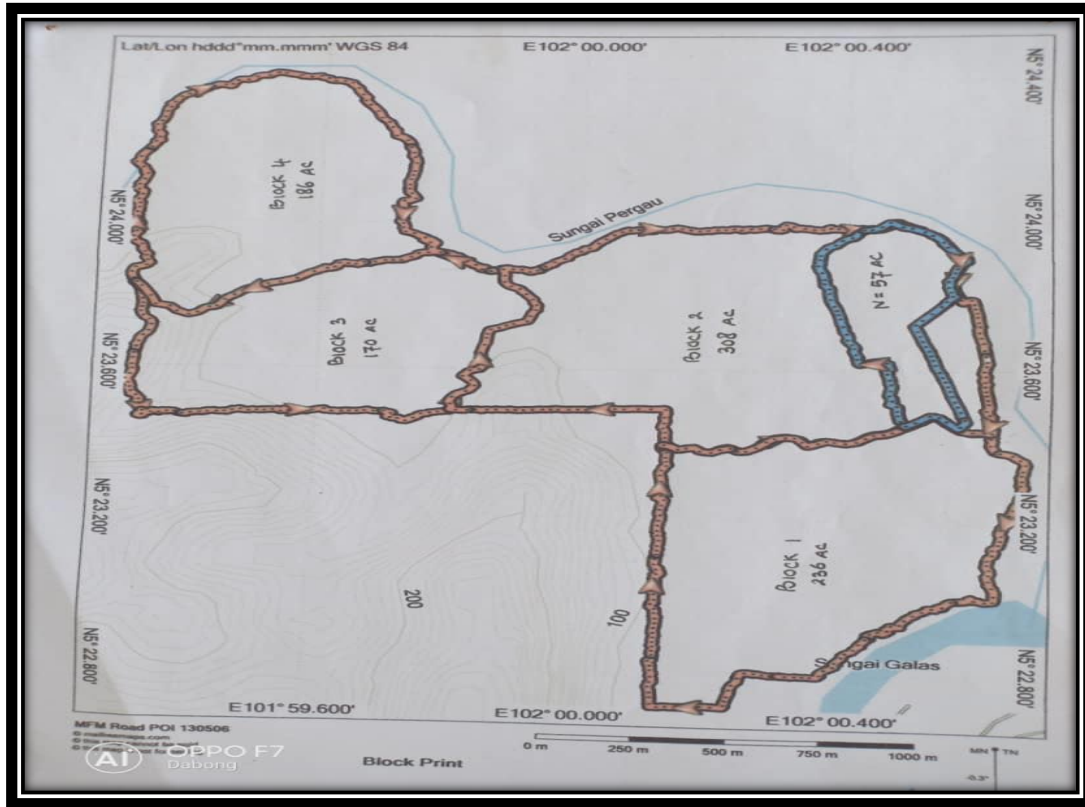 Lat/Lon hddd°mm.mmm' WGS 84
E102° 00.000'
E102° 00.400'
N5° 24.400'
Block 4
186 AC
N5° 24.000'
Sungai Pergau
N5° 24.000'
N = 57 AC
Block 3
170 AC
Block 2
308 AC
N5° 23.600'
N5° 23.600'
N5° 23.200'
N5° 23.200'
Block 1
236 AC
200
100
Sungai Galas
N5° 22.800'
N5° 22.800'
E101° 59.600'
E102° 00.000'
E102° 00.400'
MFM Road POI 130506
0 m
250 m
500 m
750 m
1000 m
MN
TN
-0.3°
Block Print
AI
OPPO F7
Dabong